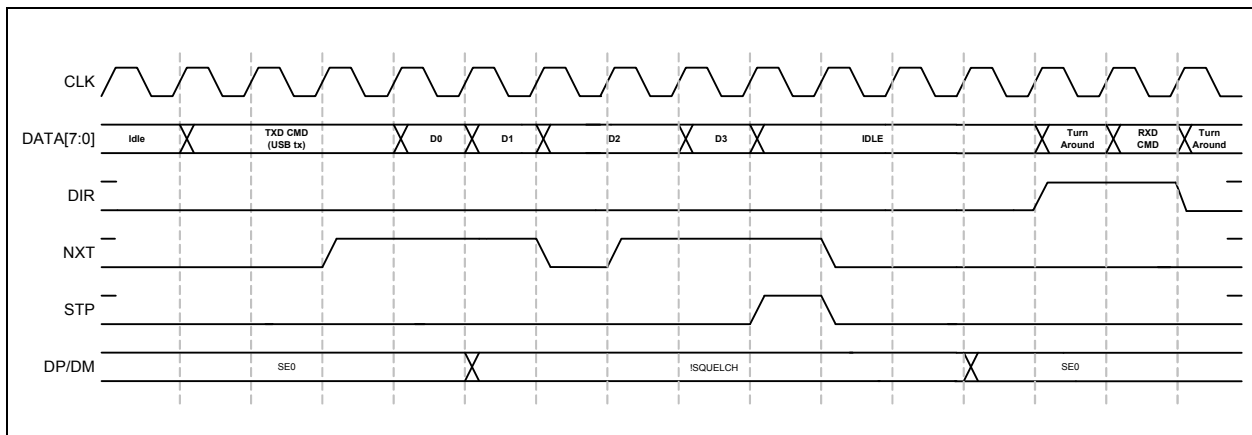 CLK
DATA[7:0]
Idle
TXD CMD
(USB tx)
D0
D1
D2
D3
IDLE
Turn
Around
RXD
CMD
Turn
Around
DIR
NXT
STP
DP/DM
SE0
!SQUELCH
SE0